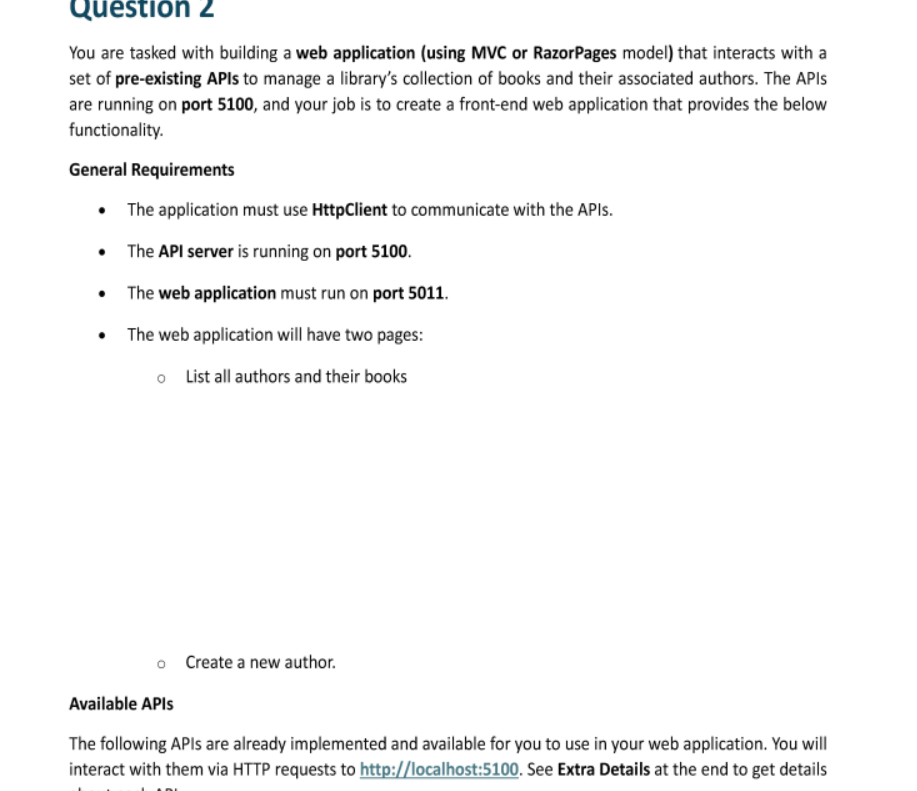 Question 2
You are tasked with building a web application (using MVC or RazorPages model) that interacts with a
set of pre-existing APIs to manage a library's collection of books and their associated authors. The APIs
are running on port 5100, and your job is to create a front-end web application that provides the below
functionality.
General Requirements
• The application must use HttpClient to communicate with the APIs.
• The API server is running on port 5100.
• The web application must run on port 5011.
• The web application will have two pages:
o List all authors and their books
o Create a new author.
Available APIs
The following APIs are already implemented and available for you to use in your web application. You will
interact with them via HTTP requests to http://localhost:5100. See Extra Details at the end to get details